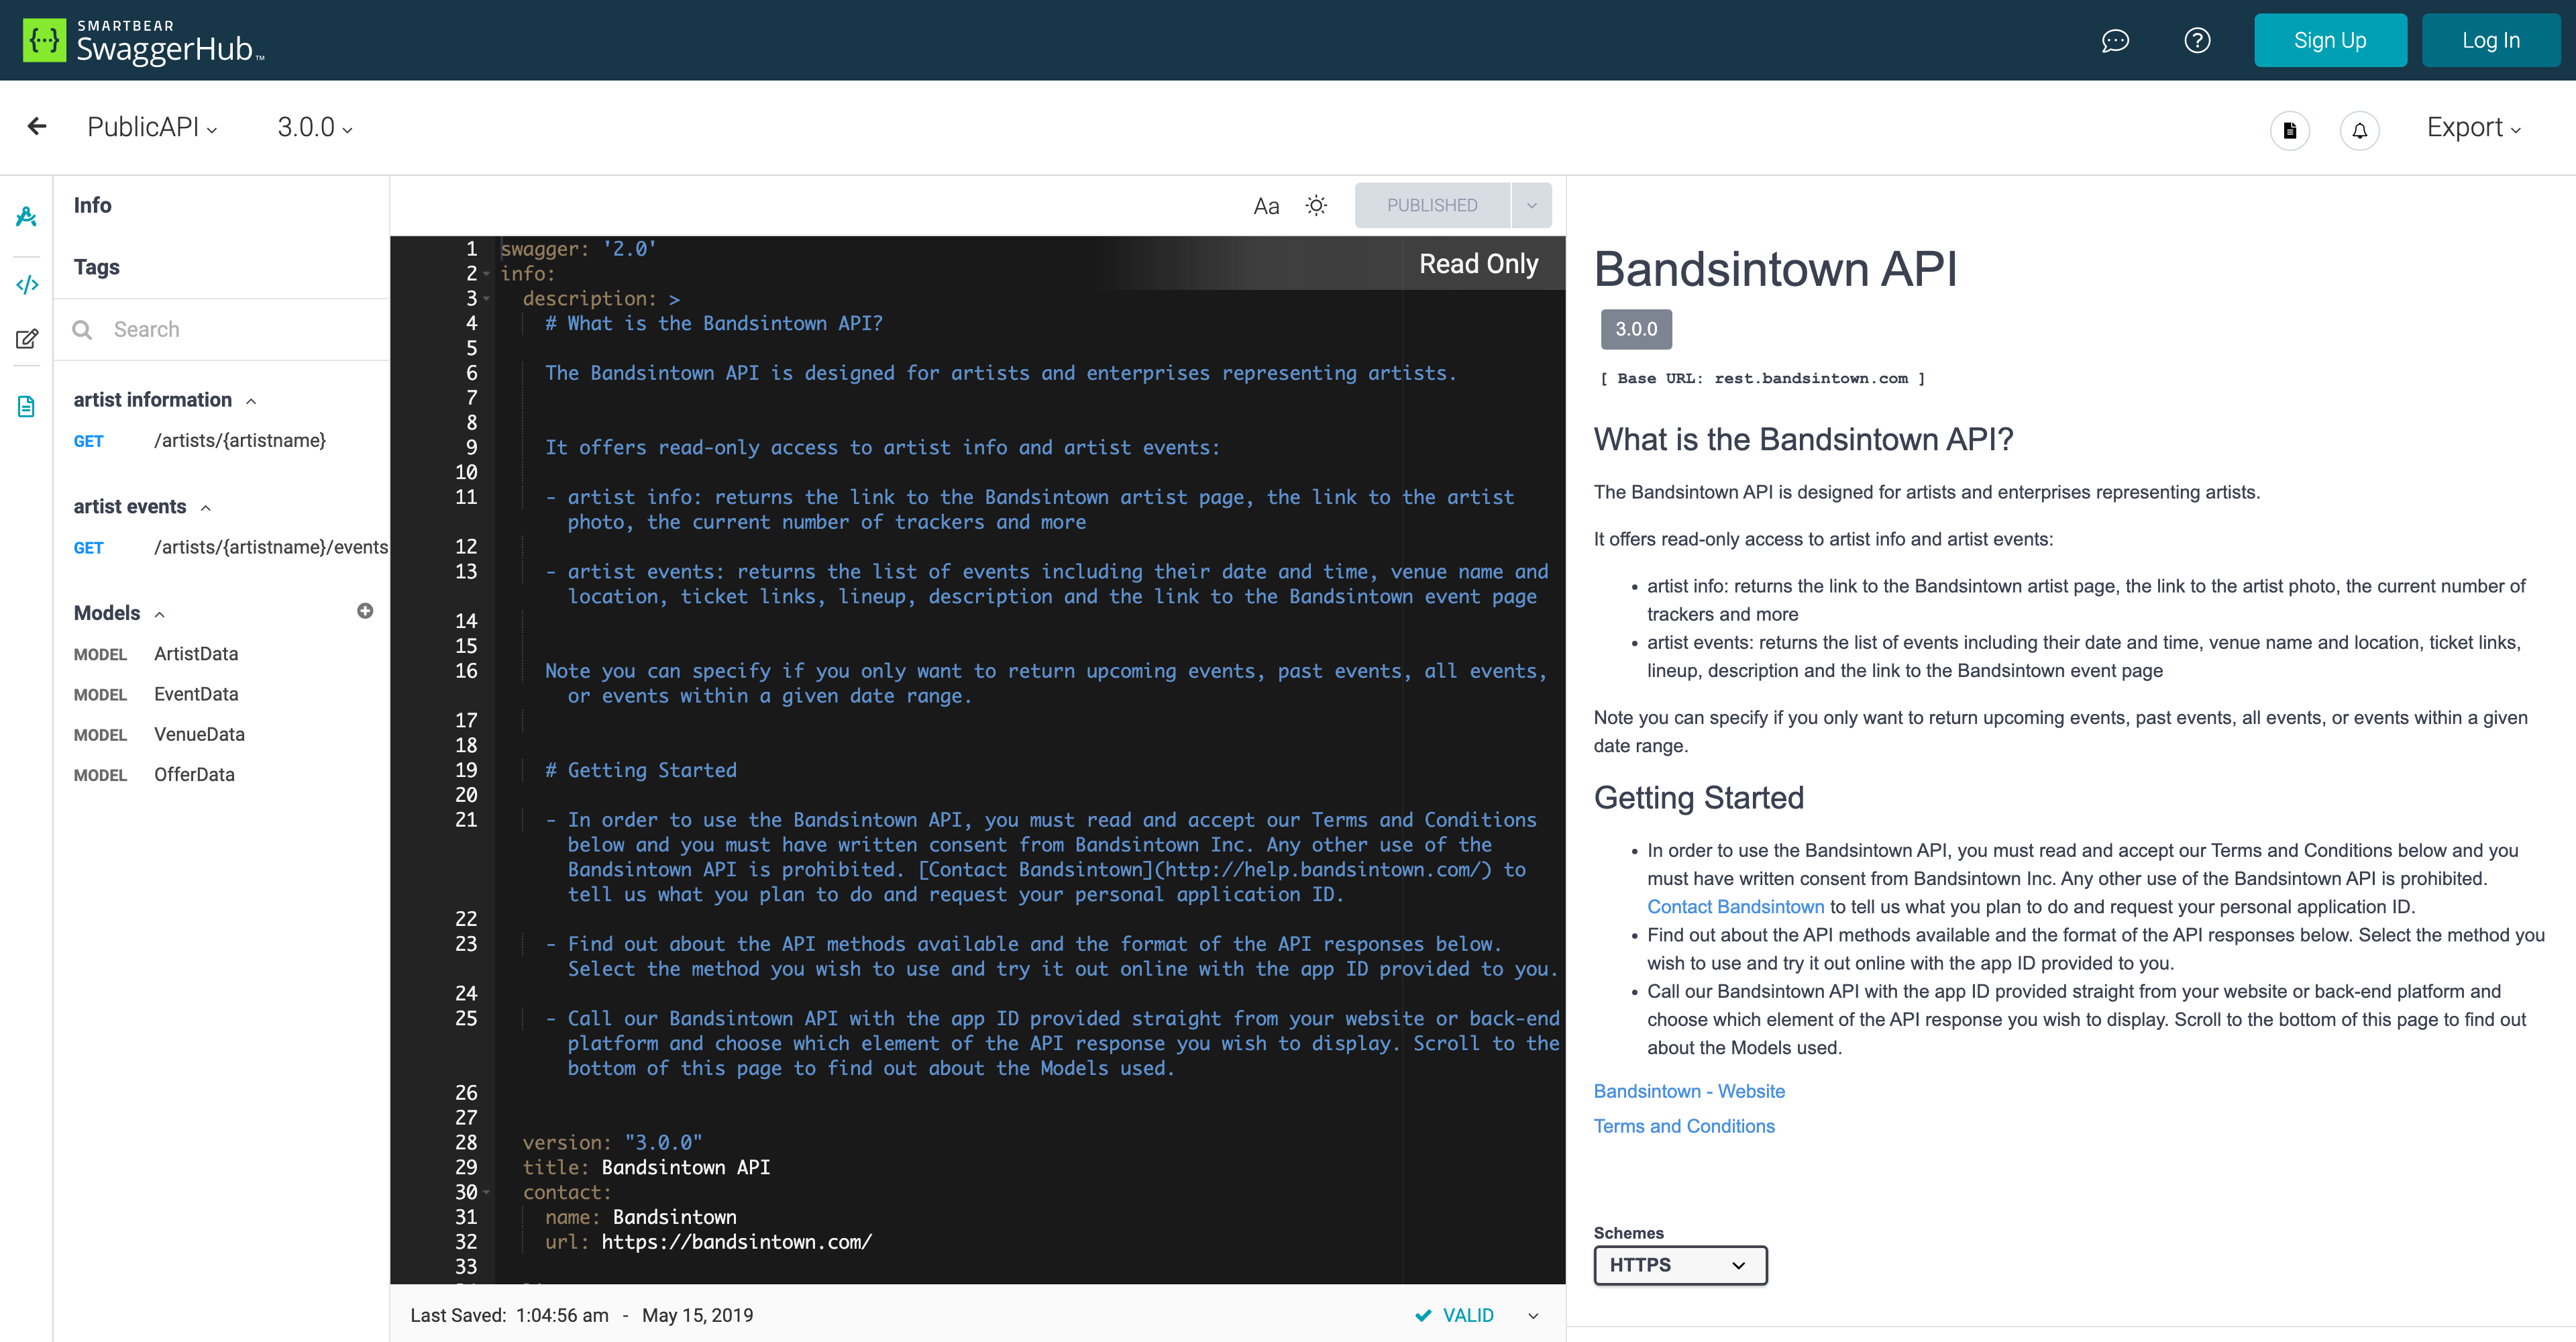 SMARTBEAR
SwaggerHub™
Sign Up
Log In
PublicAPI
3.0.0
Export
Info
Tags
Search
artist information
GET /artists/{artistname}
artist events
GET /artists/{artistname}/events
Models
MODEL ArtistData
MODEL EventData
MODEL VenueData
MODEL OfferData
Aa
PUBLISHED
Read Only
1 swagger: '2.0'
2 info:
3 description: >
4 # What is the Bandsintown API?
5
6 The Bandsintown API is designed for artists and enterprises representing artists.
7
8
9 It offers read-only access to artist info and artist events:
10
11 - artist info: returns the link to the Bandsintown artist page, the link to the artist
photo, the current number of trackers and more
12
13 - artist events: returns the list of events including their date and time, venue name and
location, ticket links, lineup, description and the link to the Bandsintown event page
14
15
16 Note you can specify if you only want to return upcoming events, past events, all events,
or events within a given date range.
17
18
19 # Getting Started
20
21 - In order to use the Bandsintown API, you must read and accept our Terms and Conditions
below and you must have written consent from Bandsintown Inc. Any other use of the
Bandsintown API is prohibited. [Contact Bandsintown](http://help.bandsintown.com/) to
tell us what you plan to do and request your personal application ID.
22
23 - Find out about the API methods available and the format of the API responses below.
Select the method you wish to use and try it out online with the app ID provided to you.
24
25 - Call our Bandsintown API with the app ID provided straight from your website or back-end
platform and choose which element of the API response you wish to display. Scroll to the
bottom of this page to find out about the Models used.
26
27
28 version: "3.0.0"
29 title: Bandsintown API
30 contact:
31 name: Bandsintown
32 url: https://bandsintown.com/
33
Last Saved: 1:04:56 am - May 15, 2019
VALID
Bandsintown API
3.0.0
[ Base URL: rest.bandsintown.com ]
What is the Bandsintown API?
The Bandsintown API is designed for artists and enterprises representing artists.
It offers read-only access to artist info and artist events:
• artist info: returns the link to the Bandsintown artist page, the link to the artist photo, the current number of
trackers and more
• artist events: returns the list of events including their date and time, venue name and location, ticket links,
lineup, description and the link to the Bandsintown event page
Note you can specify if you only want to return upcoming events, past events, all events, or events within a given
date range.
Getting Started
• In order to use the Bandsintown API, you must read and accept our Terms and Conditions below and you
must have written consent from Bandsintown Inc. Any other use of the Bandsintown API is prohibited.
Contact Bandsintown to tell us what you plan to do and request your personal application ID.
• Find out about the API methods available and the format of the API responses below. Select the method you
wish to use and try it out online with the app ID provided to you.
• Call our Bandsintown API with the app ID provided straight from your website or back-end platform and
choose which element of the API response you wish to display. Scroll to the bottom of this page to find out
about the Models used.
Bandsintown - Website
Terms and Conditions
Schemes
HTTPS